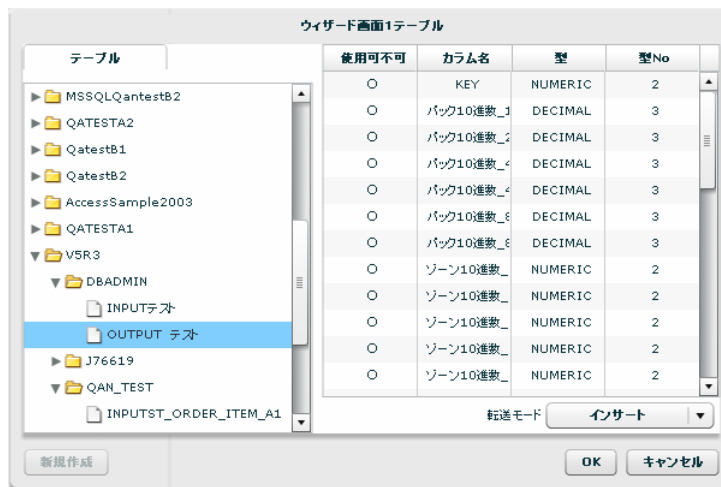 ウィザード画面1テーブル
テーブル
MSSQLQantestB2
QATESTA2
QatestB1
QatestB2
AccessSample2003
QATESTA1
V5R3
DBADMIN
INPUTテスト
OUTPUT テスト
J76619
QAN_TEST
INPUTST_ORDER_ITEM_A1
使用可不可 カラム名 型 型No
○ KEY NUMERIC 2
○ パック10進数_1 DECIMAL 3
○ パック10進数_2 DECIMAL 3
○ パック10進数_4 DECIMAL 3
○ パック10進数_4 DECIMAL 3
○ パック10進数_8 DECIMAL 3
○ パック10進数_8 DECIMAL 3
○ ゾーン10進数_ NUMERIC 2
○ ゾーン10進数_ NUMERIC 2
○ ゾーン10進数_ NUMERIC 2
○ ゾーン10進数_ NUMERIC 2
○ ゾーン10進数_ NUMERIC 2
転送モード インサート
新規作成 OK キャンセル